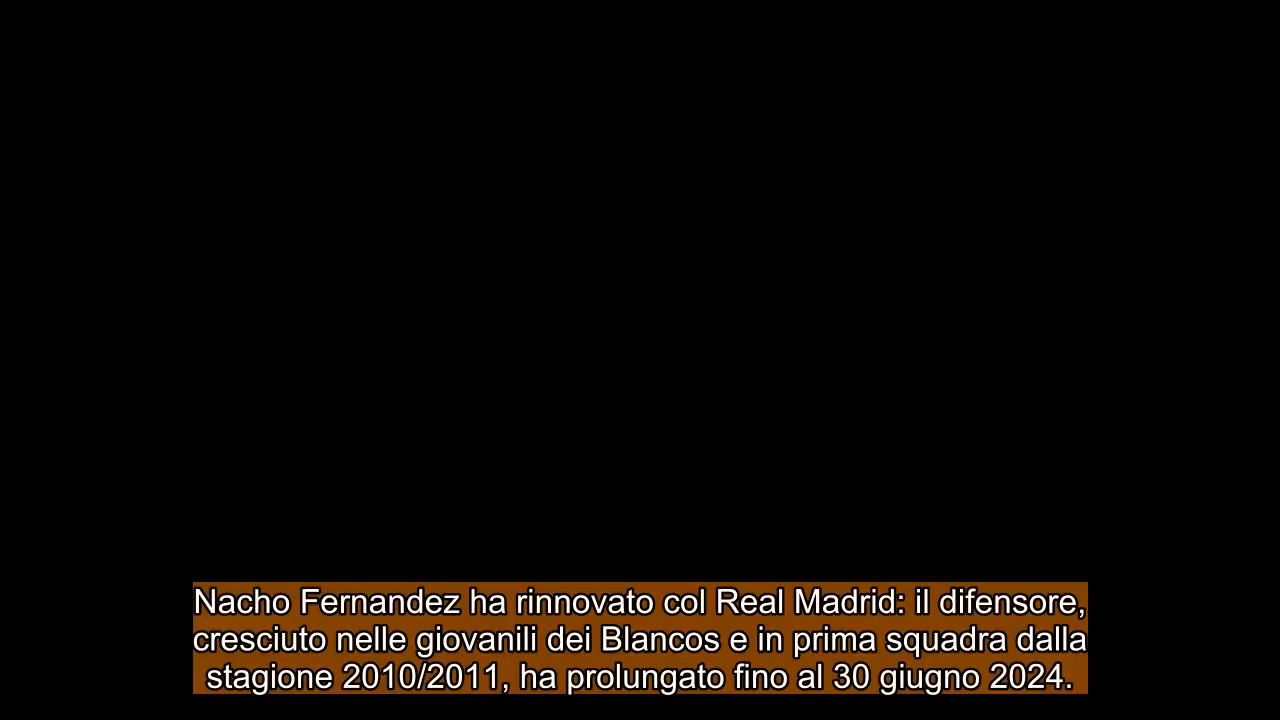 Nacho Fernandez ha rinnovato col Real Madrid: il difensore,
cresciuto nelle giovanili dei Blancos e in prima squadra dalla
stagione 2010/2011, ha prolungato fino al 30 giugno 2024.